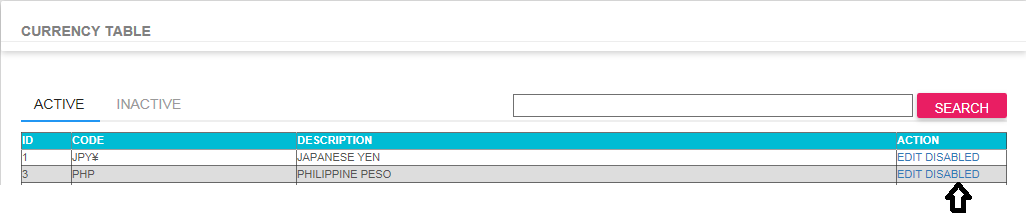 CURRENCY TABLE
ACTIVE INACTIVE SEARCH
ID CODE DESCRIPTION ACTION
1 JPY¥ JAPANESE YEN EDIT DISABLED
3 PHP PHILIPPINE PESO EDIT DISABLED